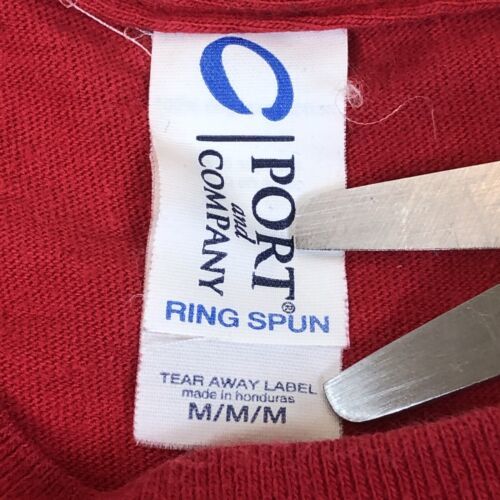 C
PORT®
and
COMPANY
RING SPUN
TEAR AWAY LABEL
made in honduras
M/M/M